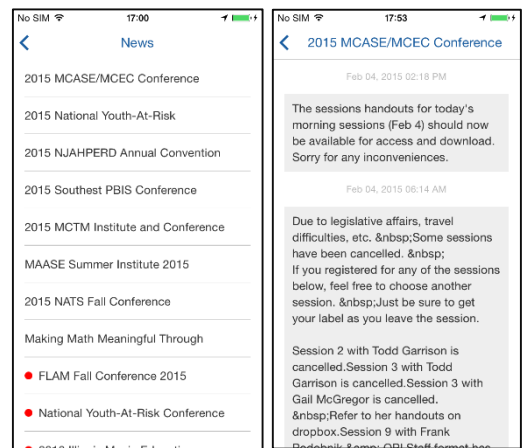 No SIM 17:00
News
2015 MCASE/MCEC Conference
2015 National Youth-At-Risk
2015 NJAHPERD Annual Convention
2015 Southest PBIS Conference
2015 MCTM Institute and Conference
MAASE Summer Institute 2015
2015 NATS Fall Conference
Making Math Meaningful Through
FLAM Fall Conference 2015
National Youth-At-Risk Conference
No SIM 17:53
2015 MCASE/MCEC Conference
Feb 04, 2015 02:18 PM
The sessions handouts for today's
morning sessions (Feb 4) should now
be available for access and download.
Sorry for any inconveniences.
Feb 04, 2015 06:14 AM
Due to legislative affairs, travel
difficulties, etc. &nbsp;Some sessions
have been cancelled. &nbsp;
If you registered for any of the sessions
below, feel free to choose another
session. &nbsp;Just be sure to get
your label as you leave the session.
Session 2 with Todd Garrison is
cancelled.Session 3 with Todd
Garrison is cancelled.Session 3 with
Gail McGregor is cancelled.
&nbsp;Refer to her handouts on
dropbox.Session 9 with Frank